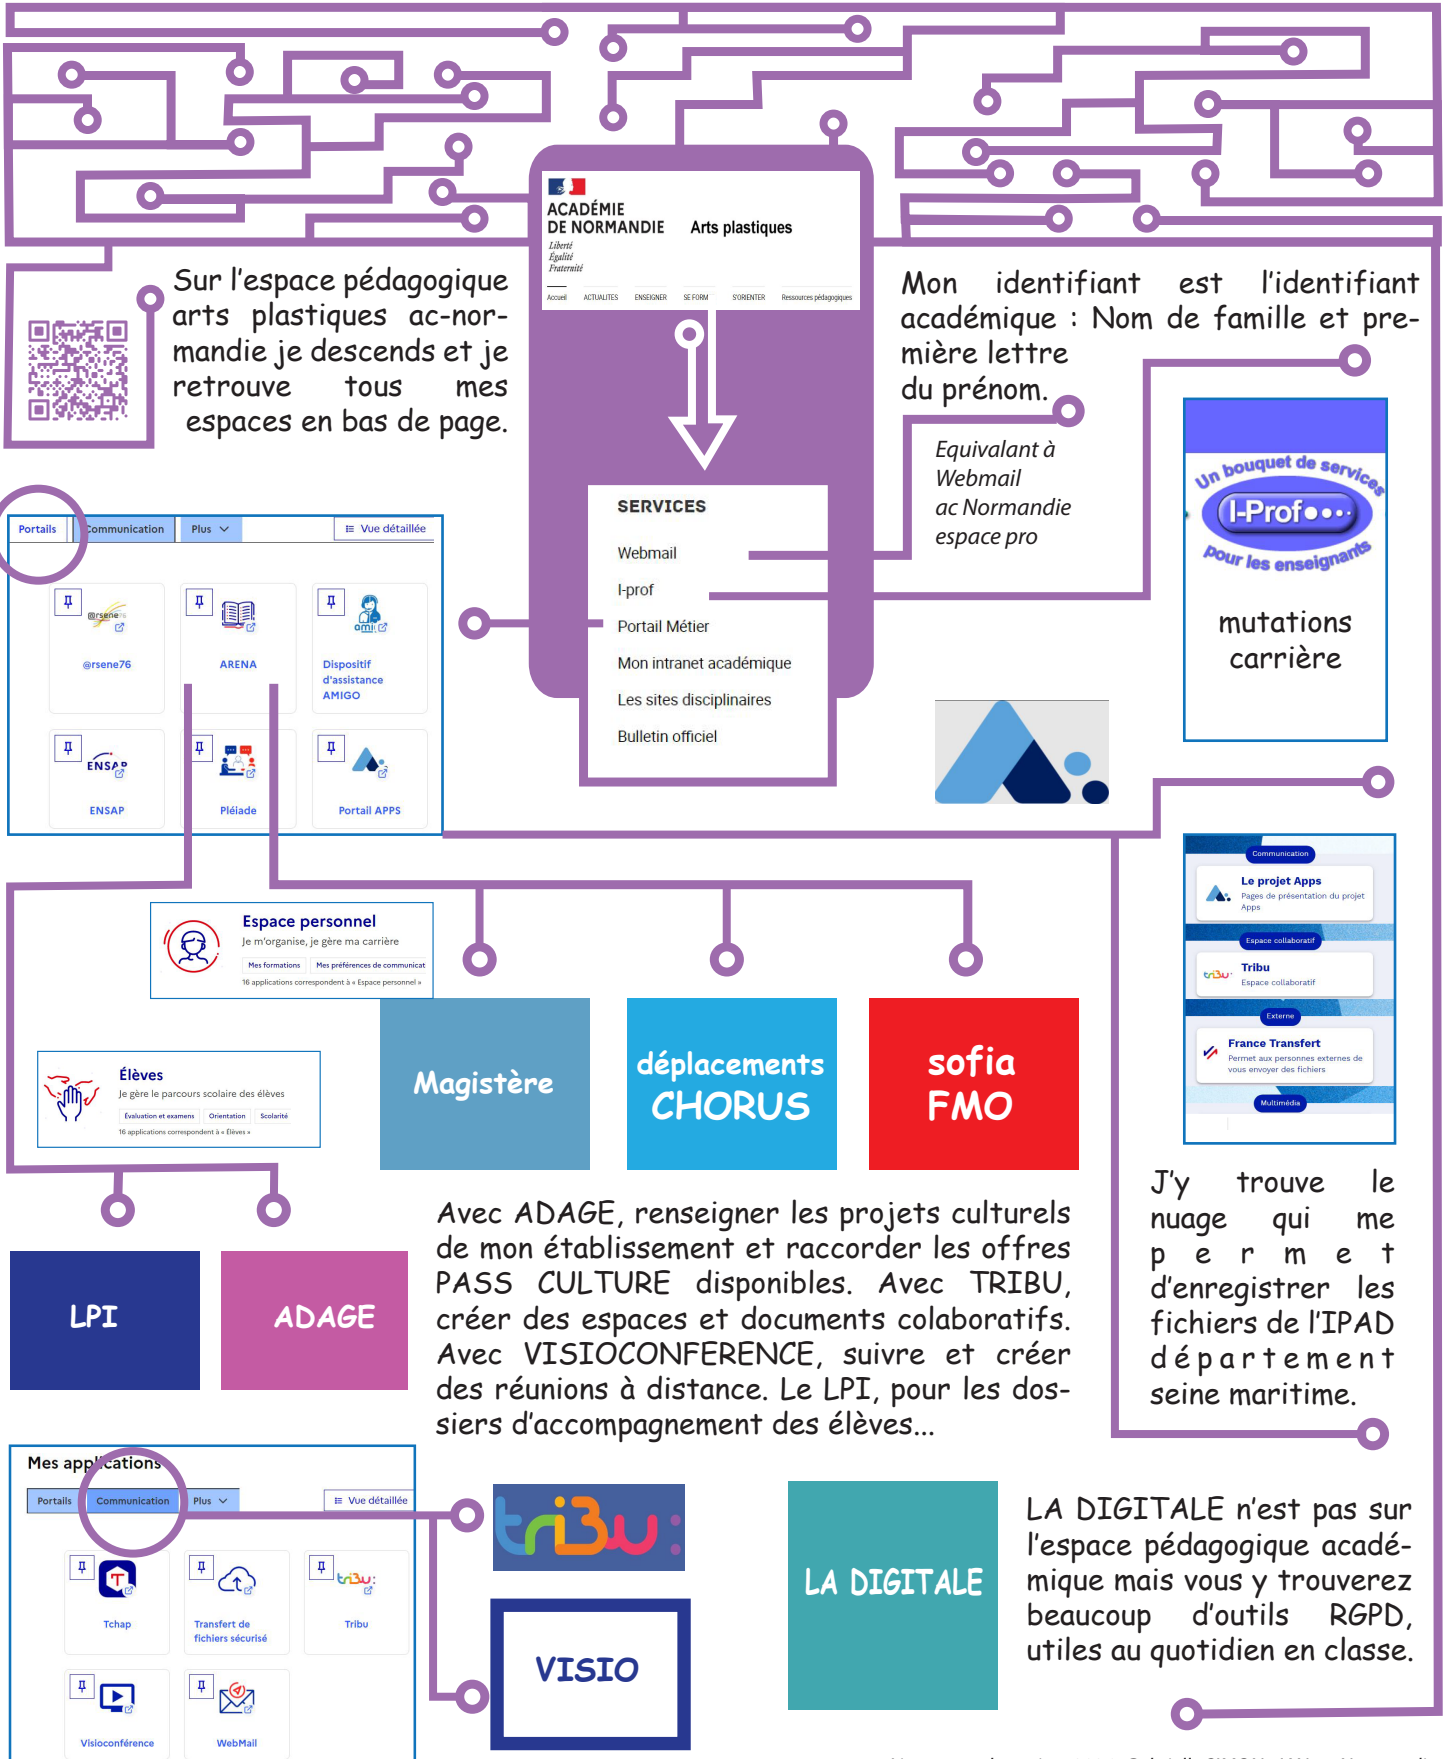 ACADÉMIE
DE NORMANDIE
Liberté
Égalité
Fraternité
Arts plastiques
Accueil ACTUALITES ENSEIGNER SE FORM S'ORIENTER Ressources pédagogiques
Sur l'espace pédagogique
arts plastiques ac-nor-
mandie je descends et je
retrouve tous mes
espaces en bas de page.
Mon identifiant est l'identifiant
académique : Nom de famille et pre-
mière lettre
du prénom.
Equivalant à
Webmail
ac Normandie
espace pro
SERVICES
Webmail
I-prof
Portail Métier
Mon intranet académique
Les sites disciplinaires
Bulletin officiel
Un bouquet de services
I-Prof
pour les enseignants
mutations
carrière
Portails Communication Plus Vue détaillée
@rsene76
@rsene76
ARENA
amigo
Dispositif
d'assistance
AMIGO
ENSAP
ENSAP
Pléiade
Portail APPS
Espace personnel
Je m'organise, je gère ma carrière
Mes formations Mes préférences de communicat
16 applications correspondent à « Espace personnel »
Élèves
Je gère le parcours scolaire des élèves
Évaluation et examens Orientation Scolarité
16 applications correspondent à « Élèves »
Magistère
déplacements
CHORUS
sofia
FMO
Communication
Le projet Apps
Pages de présentation du projet
Apps
Espace collaboratif
tribu:
Tribu
Espace collaboratif
Externe
France Transfert
Permet aux personnes externes de
vous envoyer des fichiers
Multimédia
J'y trouve le
nuage qui me
permet
d'enregistrer les
fichiers de l'IPAD
département
seine maritime.
LPI
ADAGE
Avec ADAGE, renseigner les projets culturels
de mon établissement et raccorder les offres
PASS CULTURE disponibles. Avec TRIBU,
créer des espaces et documents colaboratifs.
Avec VISIOCONFERENCE, suivre et créer
des réunions à distance. Le LPI, pour les dos-
siers d'accompagnement des élèves...
Mes applications
Portails Communication Plus Vue détaillée
Tchap
Transfert de
fichiers sécurisé
tribu:
Tribu
Visioconférence
WebMail
tribu:
VISIO
LA DIGITALE
LA DIGITALE n'est pas sur
l'espace pédagogique acadé-
mique mais vous y trouverez
beaucoup d'outils RGPD,
utiles au quotidien en classe.